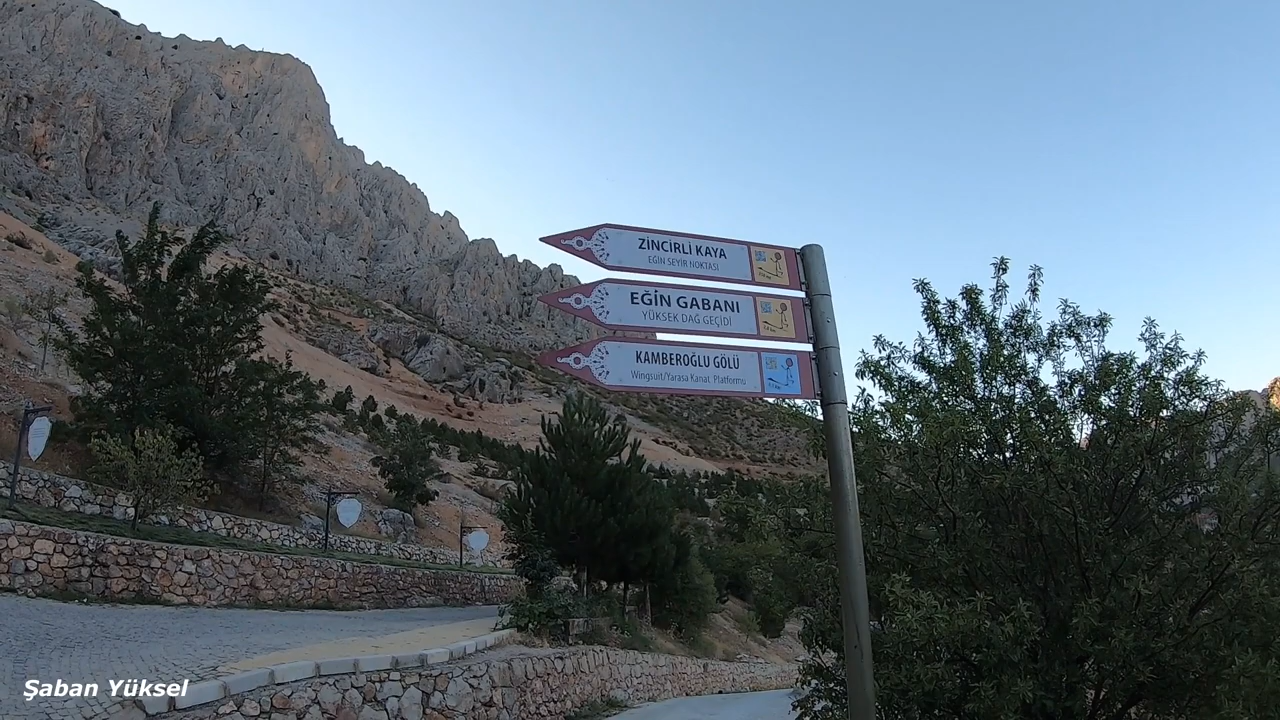 ZİNCİRLİ KAYA
EĞİN SEYİR NOKTASI
EĞİN GABANI
YÜKSEK DAĞ GEÇİDİ
KAMBEROĞLU GÖLÜ
Wingsuit/Yarasa Kanat Platformu
Şaban Yüksel